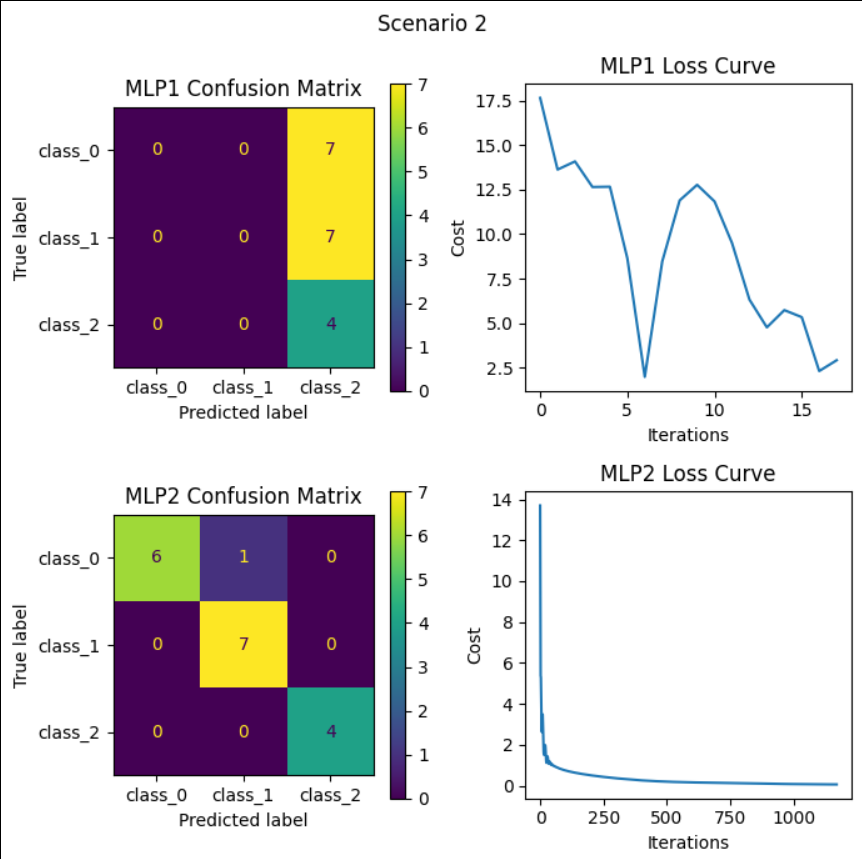 Scenario 2
MLP1 Confusion Matrix
True label
class_0
class_1
class_2
0 0 7
0 0 7
0 0 4
class_0 class_1 class_2
Predicted label
7
6
5
4
3
2
1
0
MLP1 Loss Curve
Cost
17.5
15.0
12.5
10.0
7.5
5.0
2.5
0 5 10 15
Iterations
MLP2 Confusion Matrix
True label
class_0
class_1
class_2
6 1 0
0 7 0
0 0 4
class_0 class_1 class_2
Predicted label
7
6
5
4
3
2
1
0
MLP2 Loss Curve
Cost
14
12
10
8
6
4
2
0
0 250 500 750 1000
Iterations